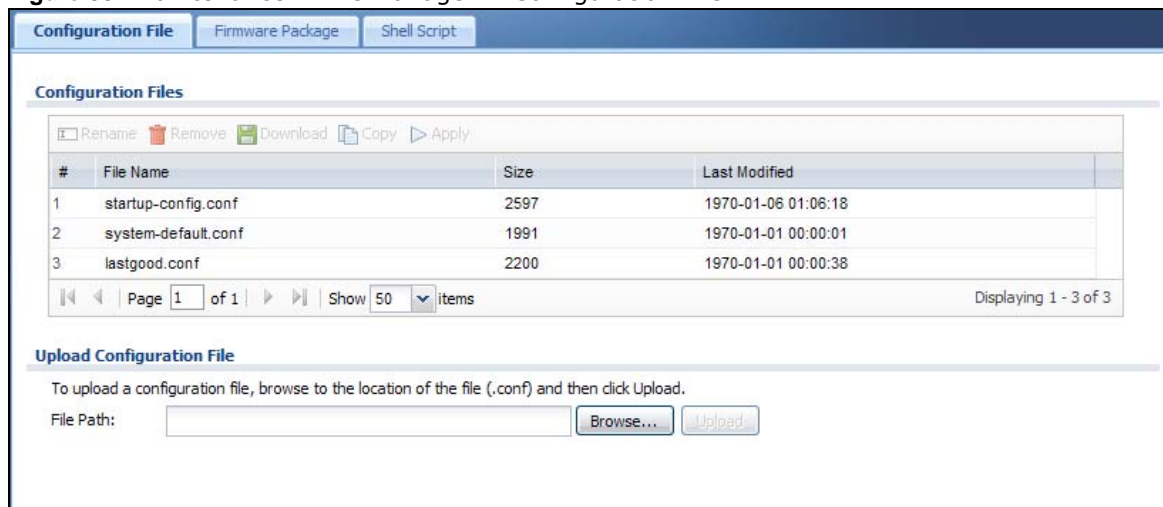 Configuration File Firmware Package Shell Script
Configuration Files
Rename Remove Download Copy Apply
# File Name Size Last Modified
1 startup-config.conf 2597 1970-01-06 01:06:18
2 system-default.conf 1991 1970-01-01 00:00:01
3 lastgood.conf 2200 1970-01-01 00:00:38
Page 1 of 1 Show 50 items Displaying 1 - 3 of 3
Upload Configuration File
To upload a configuration file, browse to the location of the file (.conf) and then click Upload.
File Path: Browse... Upload